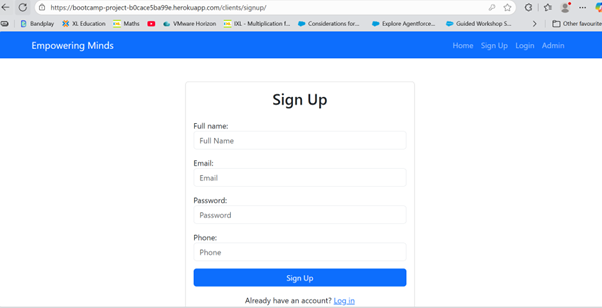 https://bootcamp-project-b0cace5ba99e.herokuapp.com/clients/signup/
Bandplay XL Education Maths VMware Horizon IXL - Multiplication f... Considerations for... Explore Agentforce... Guided Workshop S... Other favourite
Empowering Minds Home Sign Up Login Admin
Sign Up
Full name:
Full Name
Email:
Email
Password:
Password
Phone:
Phone
Sign Up
Already have an account? Log in